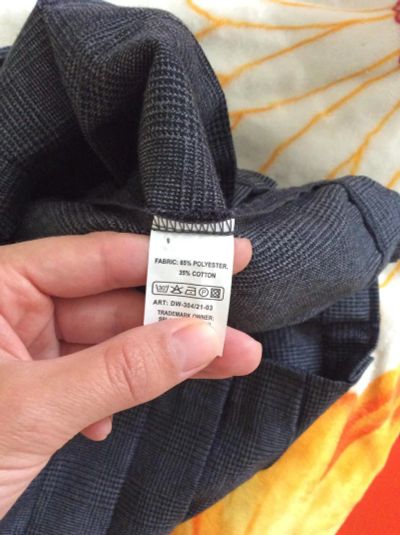 FABRIC: 65% POLYESTER,
35% COTTON
ART: DW-304/21-03
TRADEMARK OWNER: